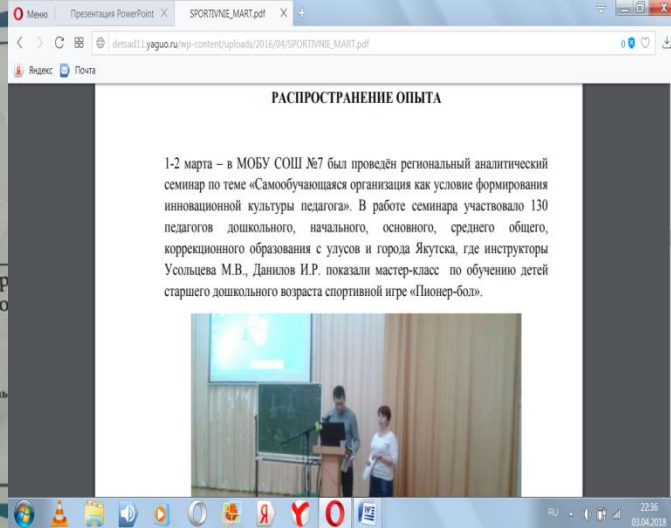 Меню
Презентация PowerPoint
SPORTIVNIE_MART.pdf
detsad11.yaguo.ru/wp-content/uploads/2016/04/SPORTIVNIE_MART.pdf
0
Яндекс Почта
РАСПРОСТРАНЕНИЕ ОПЫТА
1-2 марта – в МОБУ СОШ №7 был проведён региональный аналитический
семинар по теме «Самообучающаяся организация как условие формирования
инновационной культуры педагога». В работе семинара участвовало 130
педагогов дошкольного, начального, основного, среднего общего,
коррекционного образования с улусов и города Якутска, где инструкторы
Усольцева М.В., Данилов И.Р. показали мастер-класс по обучению детей
старшего дошкольного возраста спортивной игре «Пионер-бол».
RU
22:36
03.04.2018